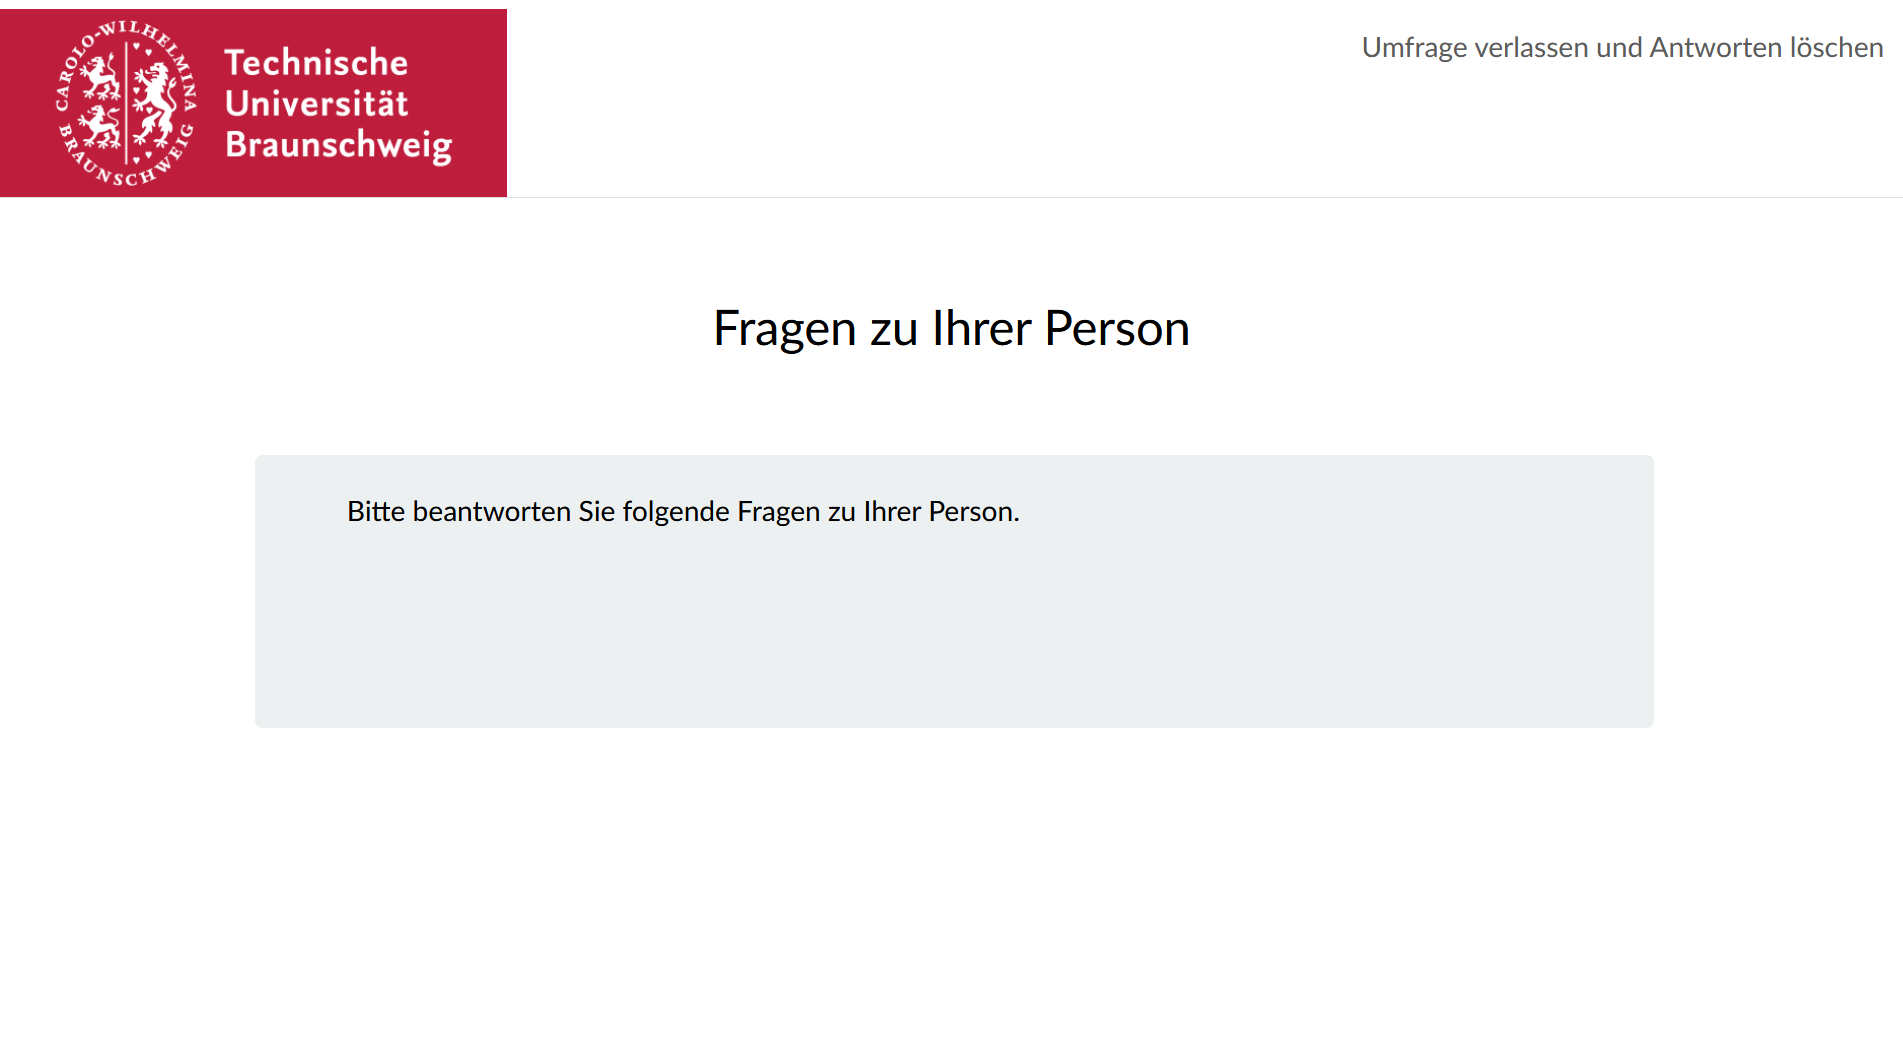 CAROLO-WILHELMINA
BRAUNSCHWEIG
Technische
Universität
Braunschweig
Umfrage verlassen und Antworten löschen
Fragen zu Ihrer Person
Bitte beantworten Sie folgende Fragen zu Ihrer Person.